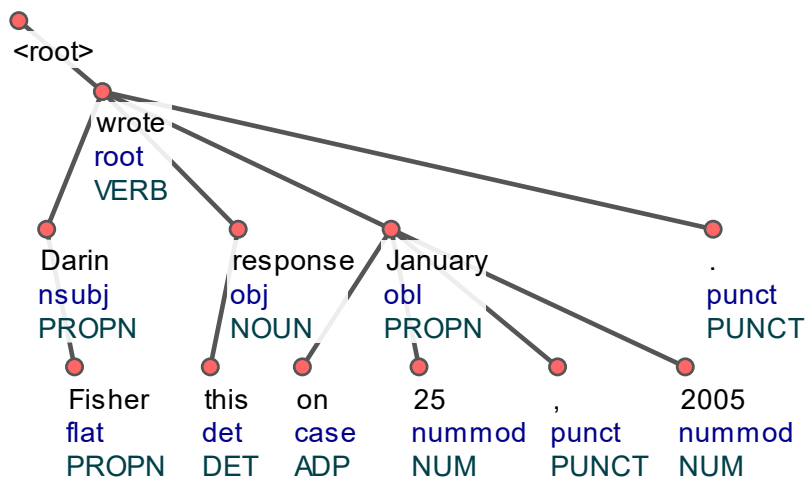 <root>
wrote
root
VERB
Darin response January .
nsubj obj obl punct
PROPN NOUN PROPN PUNCT
Fisher this on 25 , 2005
flat det case nummod punct nummod
PROPN DET ADP NUM PUNCT NUM